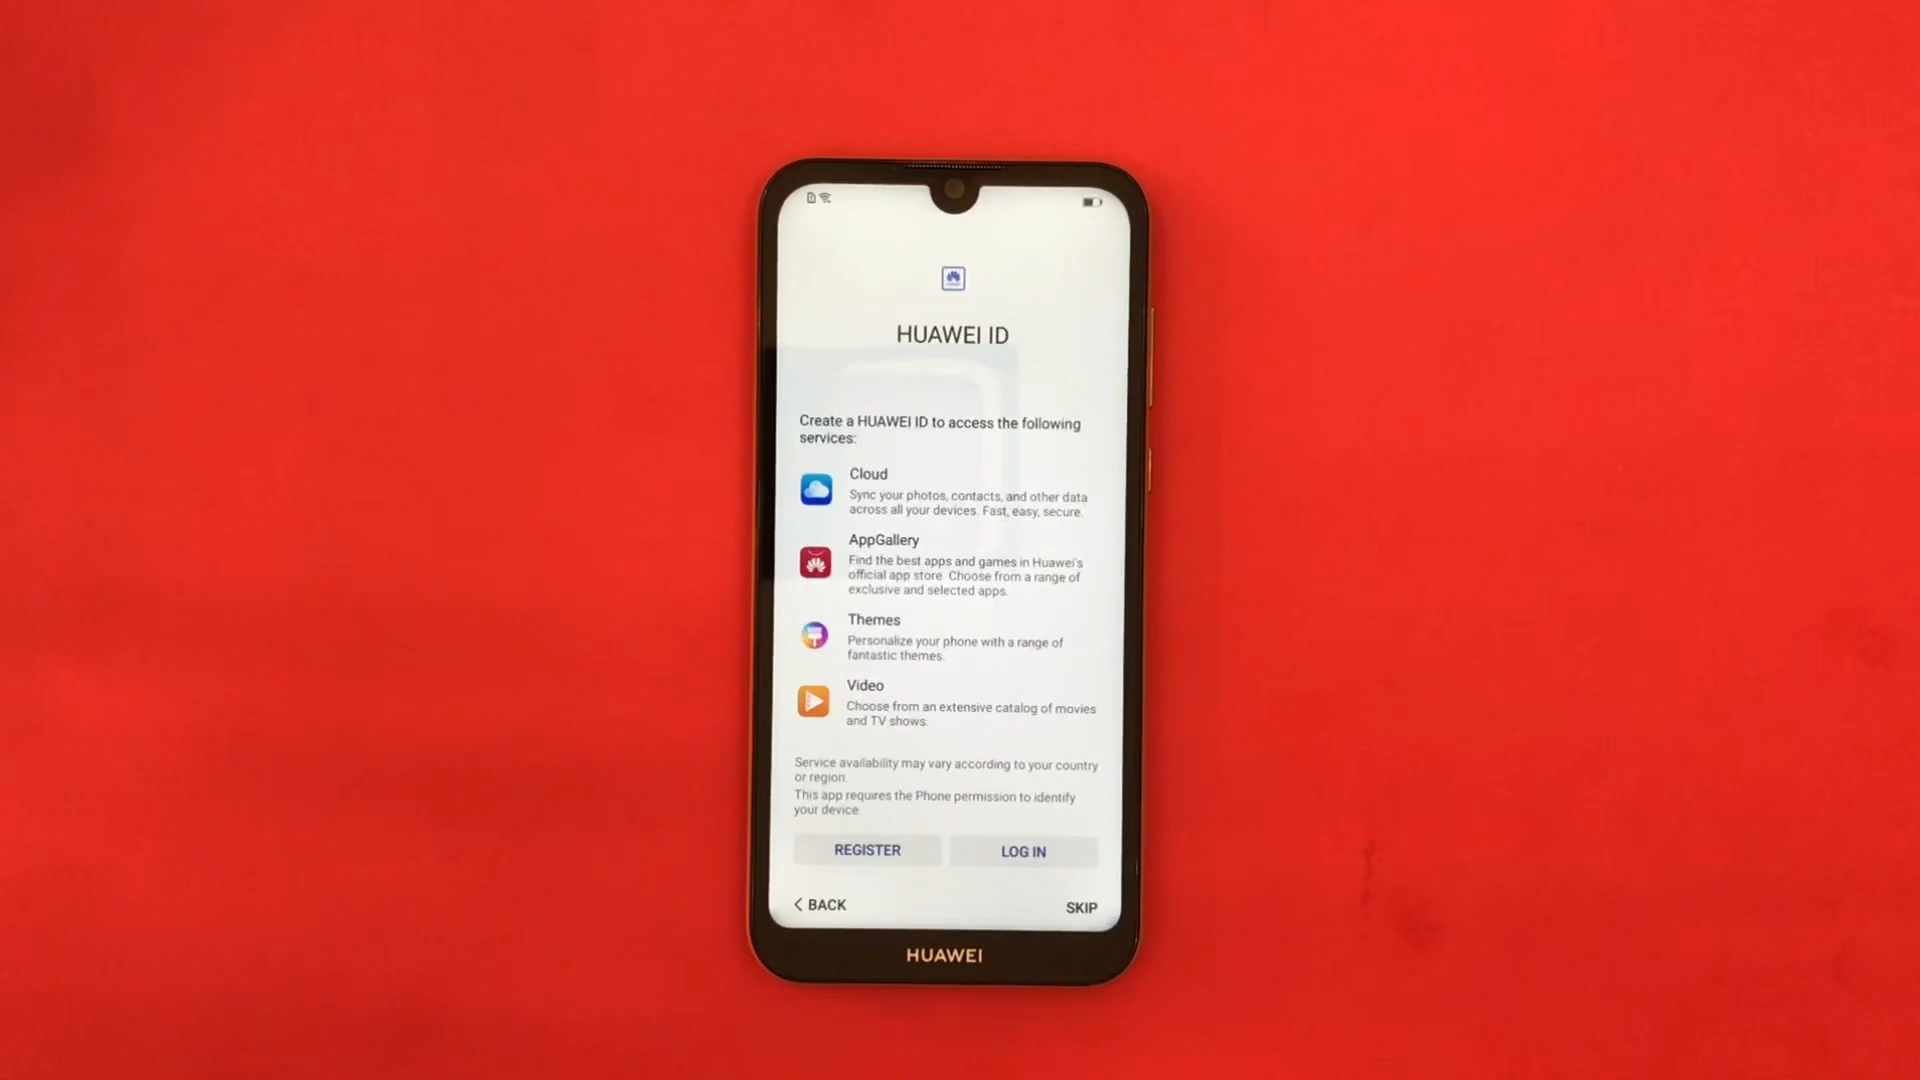 HUAWEI ID
Create a HUAWEI ID to access the following
services:
Cloud
Sync your photos, contacts, and other data
across all your devices. Fast, easy, secure.
AppGallery
Find the best apps and games in Huawei's
official app store. Choose from a range of
exclusive and selected apps.
Themes
Personalize your phone with a range of
fantastic themes.
Video
Choose from an extensive catalog of movies
and TV shows.
Service availability may vary according to your country
or region.
This app requires the Phone permission to identify
your device.
REGISTER LOG IN
BACK SKIP
HUAWEI